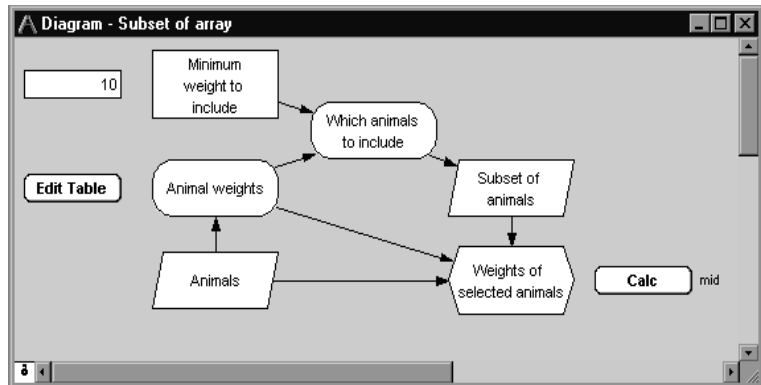 Diagram - Subset of array
10
Minimum
weight to
include
Which animals
to include
Edit Table
Animal weights
Subset of
animals
Animals
Weights of
selected animals
Calc
mid